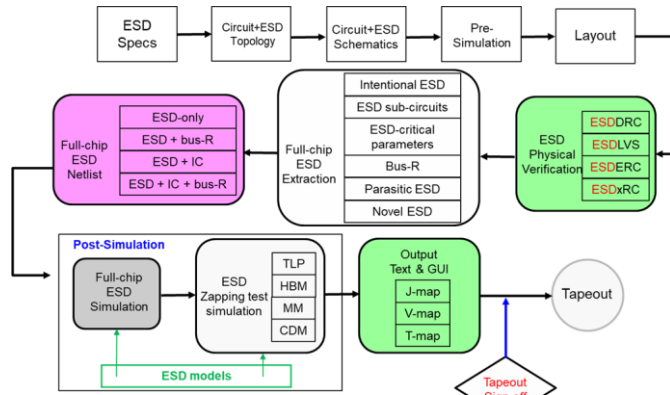 ESD
Specs
Circuit+ESD
Topology
Circuit+ESD
Schematics
Pre-
Simulation
Layout
Full-chip
ESD
Netlist
ESD-only
ESD + bus-R
ESD + IC
ESD + IC + bus-R
Full-chip
ESD
Extraction
Intentional ESD
ESD sub-circuits
ESD-critical
parameters
Bus-R
Parasitic ESD
Novel ESD
ESD
Physical
Verification
ESDDRC
ESDLVS
ESDERC
ESDxRC
Post-Simulation
Full-chip
ESD
Simulation
ESD
Zapping test
simulation
TLP
HBM
MM
CDM
ESD models
Output
Text & GUI
J-map
V-map
T-map
Tapeout
Tapeout
Sign-off